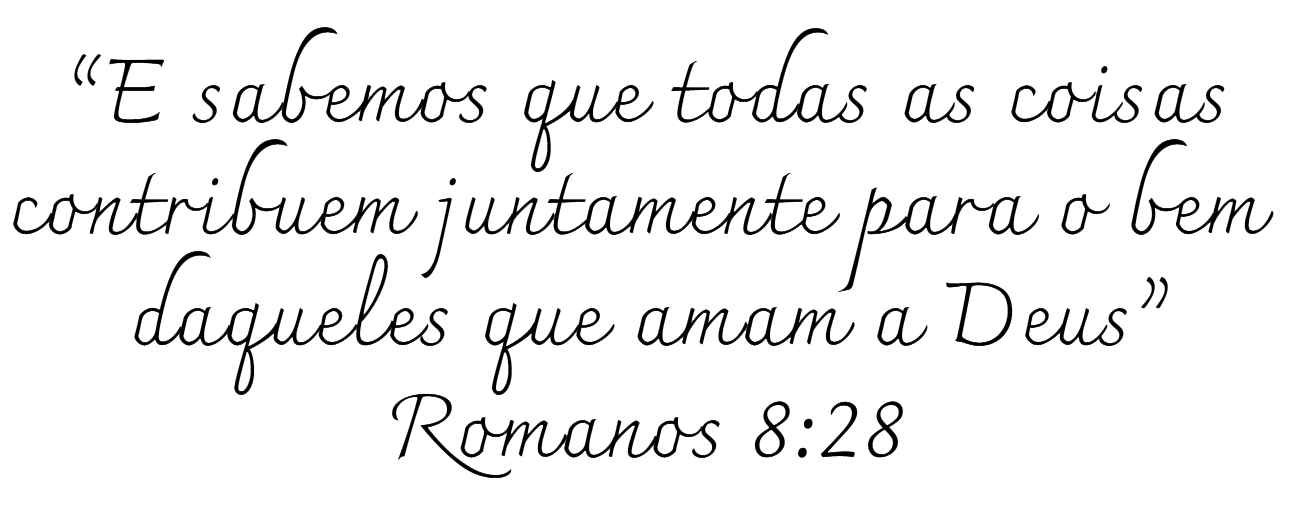 “E sabemos que todas as coisas
contribuem juntamente para o bem
daqueles que amam a Deus”
Romanos 8:28